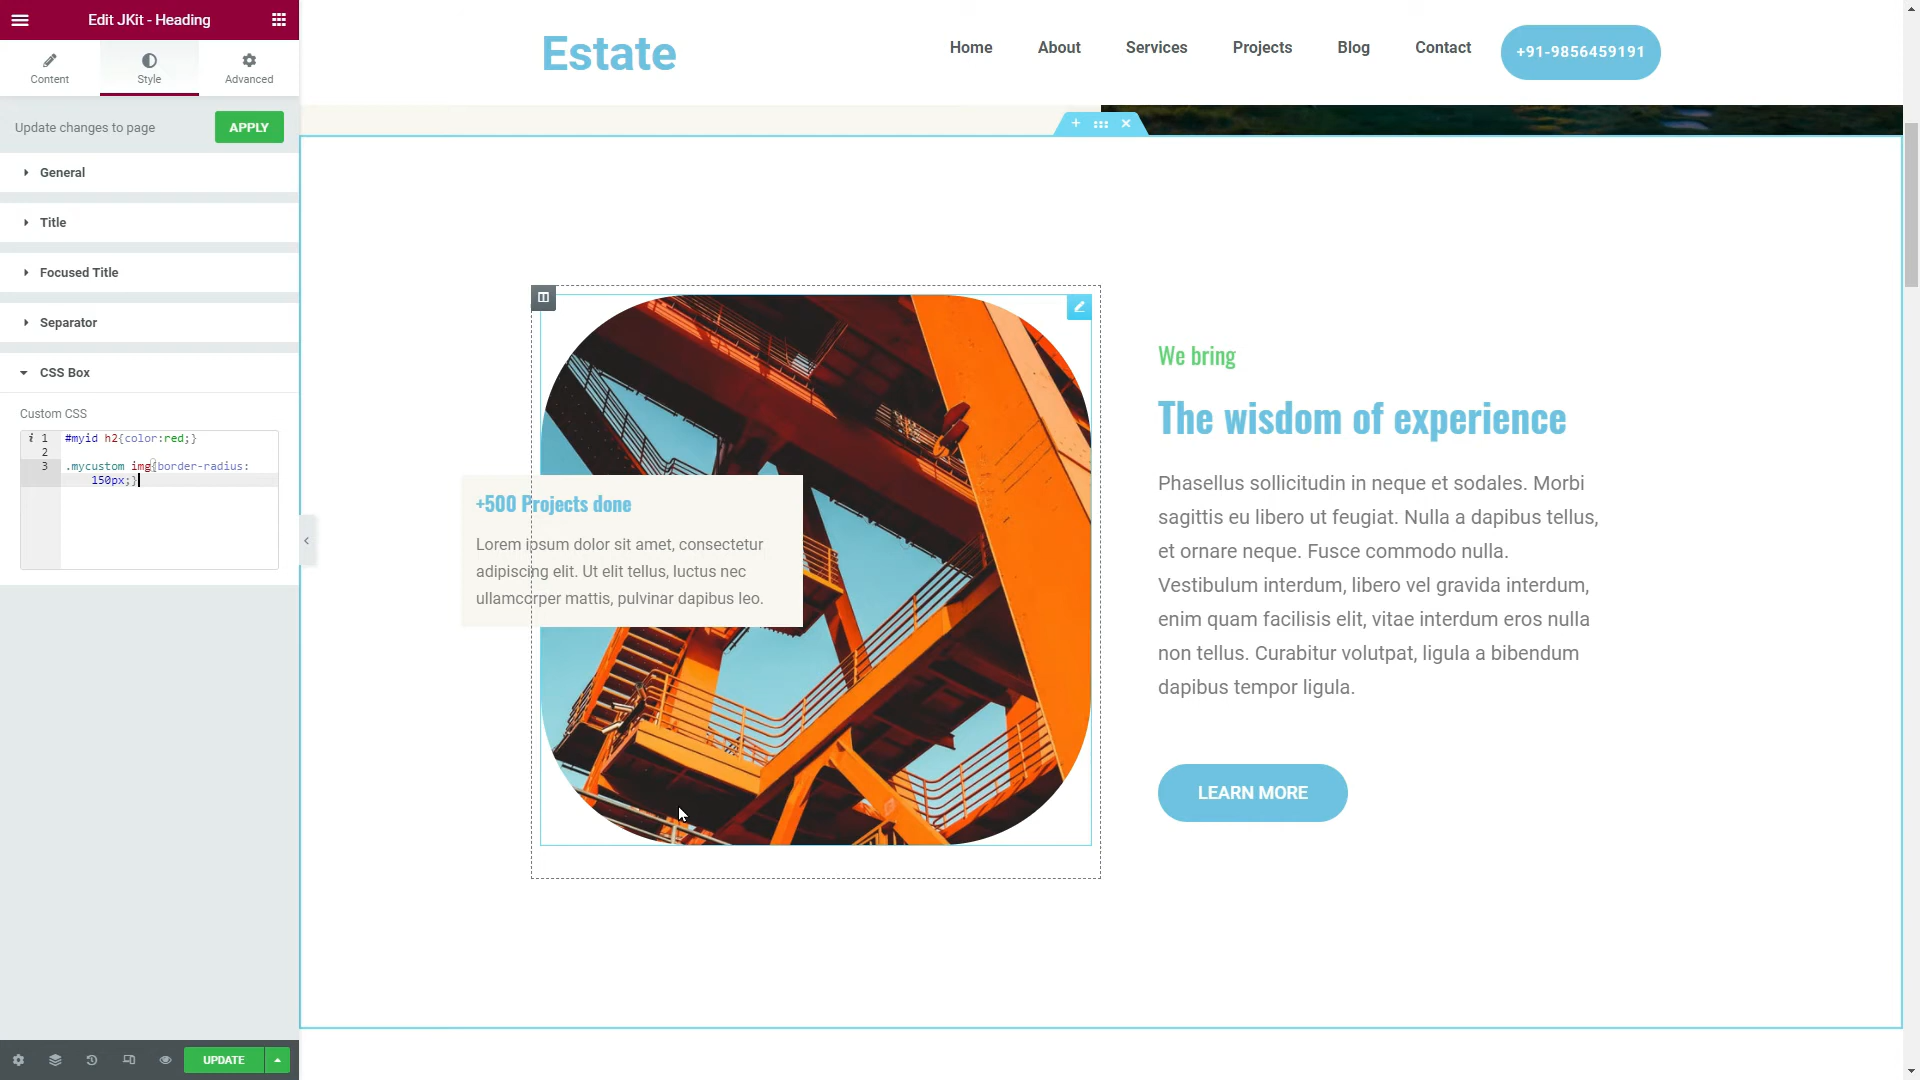 Edit JKit - Heading
Content
Style
Advanced
Update changes to page
APPLY
General
Title
Focused Title
Separator
CSS Box
Custom CSS
i 1 #myid h2{color:red;}
2
3 .mycustom img{border-radius:
150px;}
UPDATE
Estate
Home
About
Services
Projects
Blog
Contact
+91-9856459191
+500 Projects done
Lorem ipsum dolor sit amet, consectetur
adipiscing elit. Ut elit tellus, luctus nec
ullamcorper mattis, pulvinar dapibus leo.
We bring
The wisdom of experience
Phasellus sollicitudin in neque et sodales. Morbi
sagittis eu libero ut feugiat. Nulla a dapibus tellus,
et ornare neque. Fusce commodo nulla.
Vestibulum interdum, libero vel gravida interdum,
enim quam facilisis elit, vitae interdum eros nulla
non tellus. Curabitur volutpat, ligula a bibendum
dapibus tempor ligula.
LEARN MORE